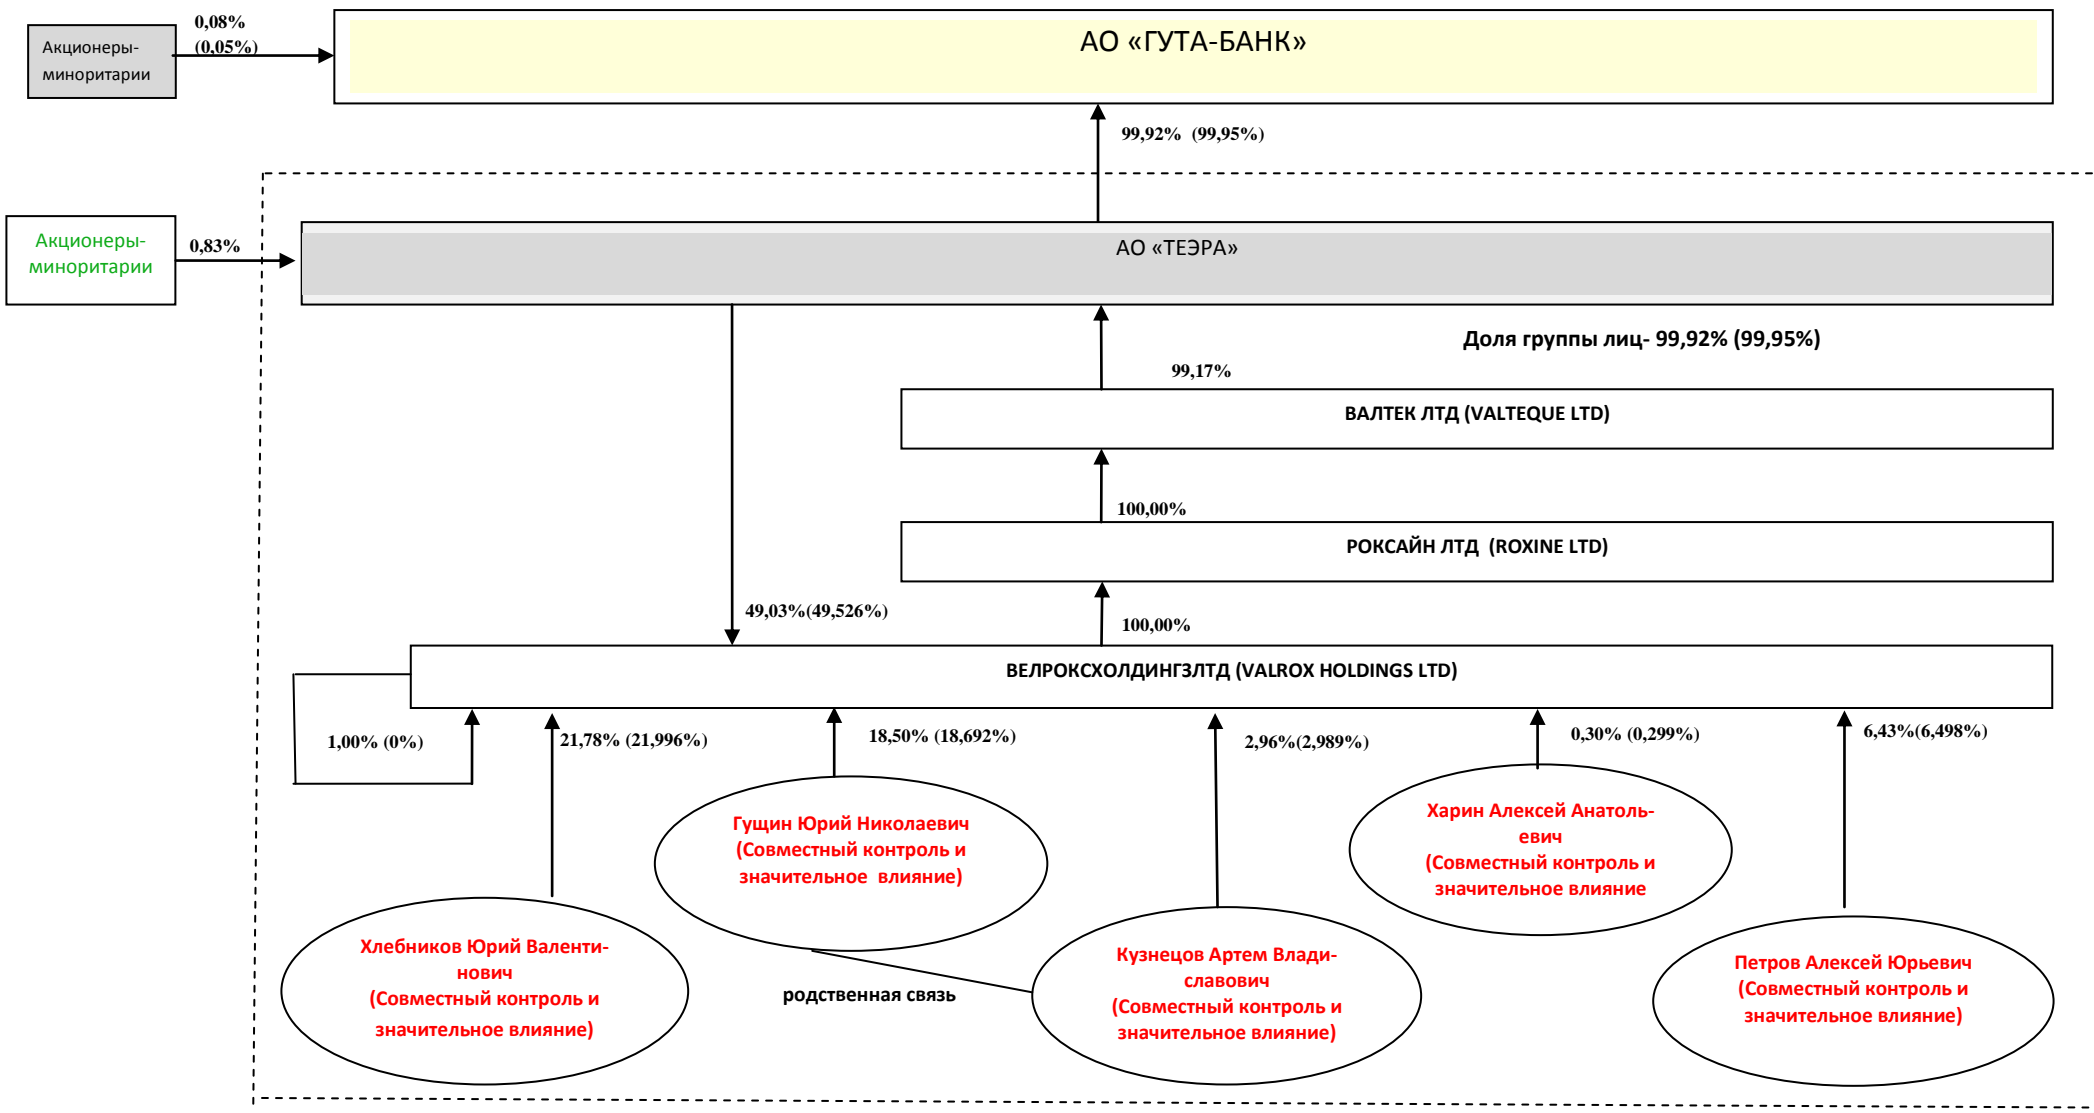 0,08%
(0,05%)
Акционеры-
миноритарии
АО «ГУТА-БАНК»
99,92%  (99,95%)
Акционеры-
миноритарии
0,83%
АО «ТЕЭРА»
Доля группы лиц- 99,92% (99,95%)
99,17%
ВАЛТЕК ЛТД (VALTEQUE LTD)
100,00%
РОКСАЙН ЛТД  (ROXINE LTD)
49,03%(49,526%)
100,00%
ВЕЛРОКСХОЛДИНГЗЛТД (VALROX HOLDINGS LTD)
1,00% (0%)
21,78% (21,996%)
18,50% (18,692%)
2,96%(2,989%)
0,30% (0,299%)
6,43%(6,498%)
Гущин Юрий Николаевич
(Совместный контроль и
значительное  влияние)
Харин Алексей Анатоль-
евич
(Совместный контроль и
значительное влияние
Хлебников Юрий Валенти-
нович
(Совместный контроль и
значительное влияние)
родственная связь
Кузнецов Артем Влади-
славович
(Совместный контроль и
значительное влияние)
Петров Алексей Юрьевич
(Совместный контроль и
значительное влияние)